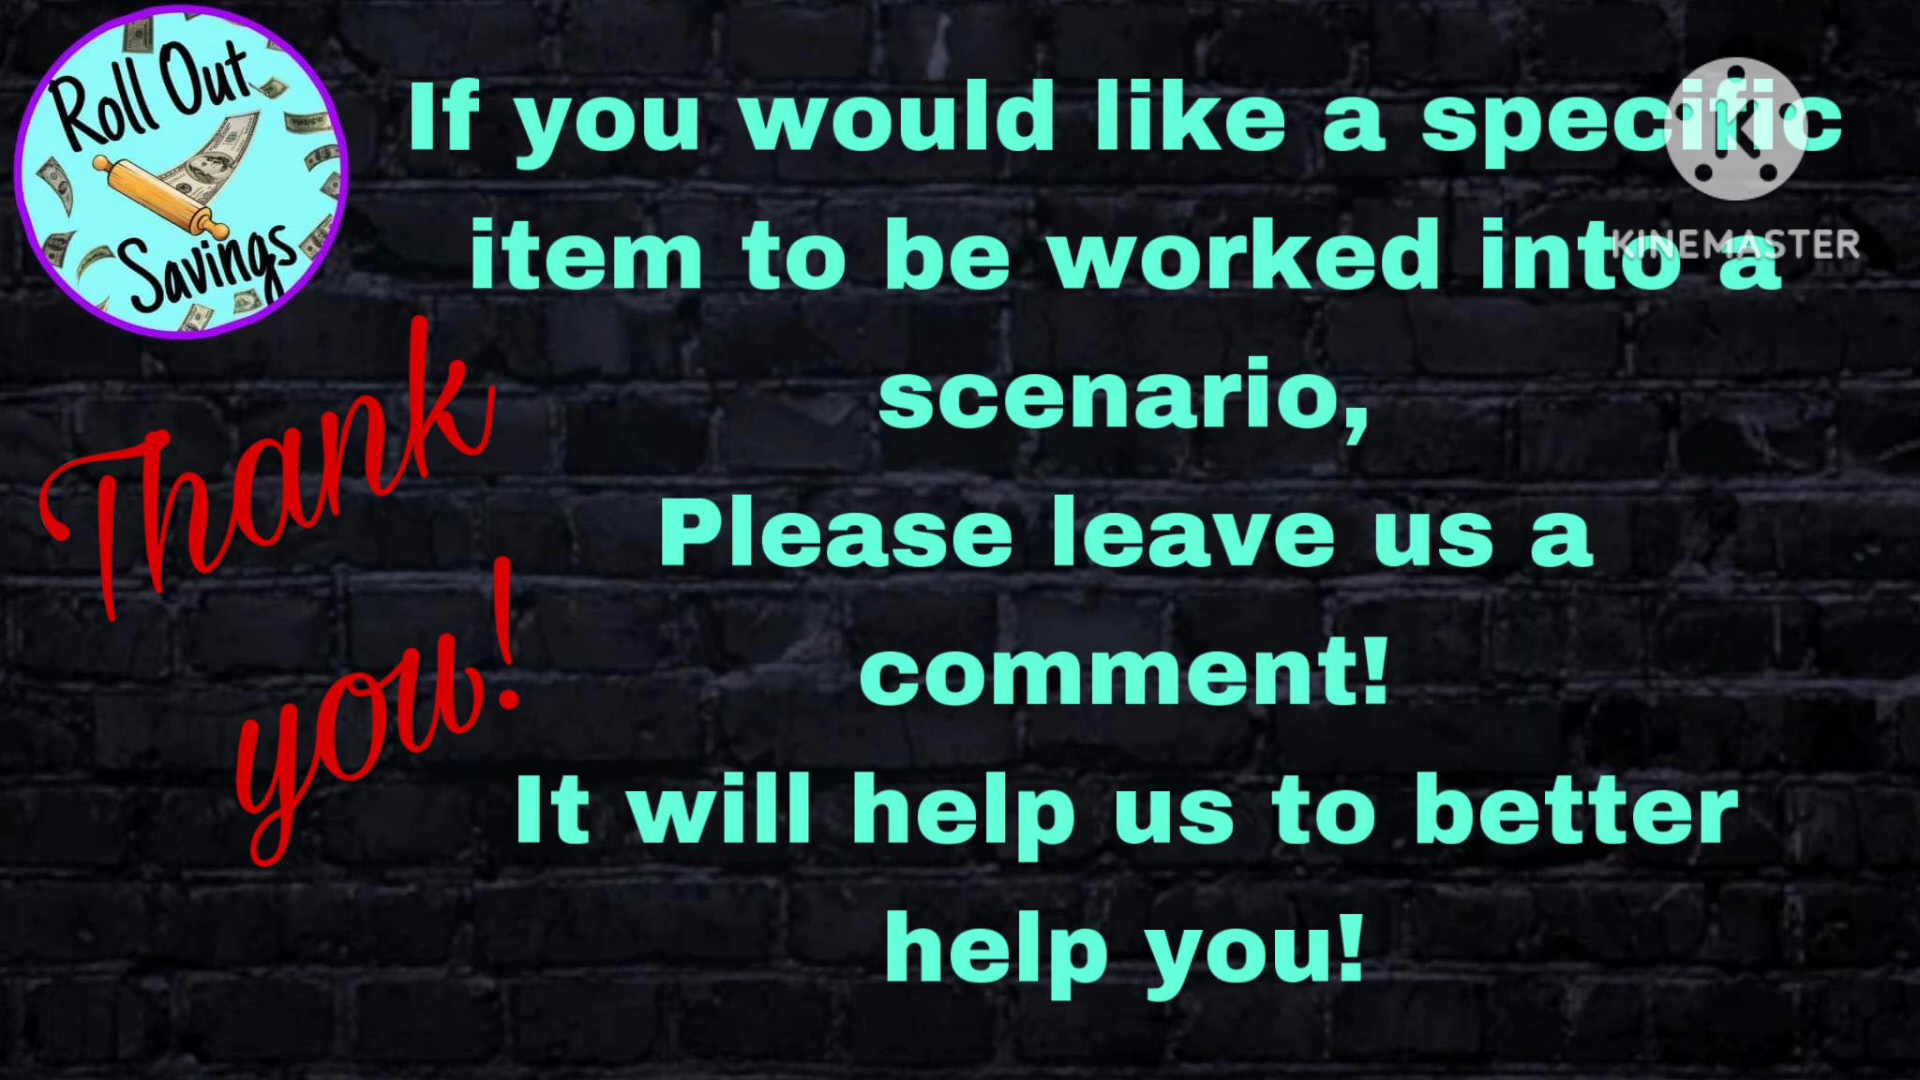 Roll Out
Savings
If you would like a specific
item to be worked into a
scenario,
Please leave us a
comment!
It will help us to better
help you!
Thank
you!
KINEMASTER